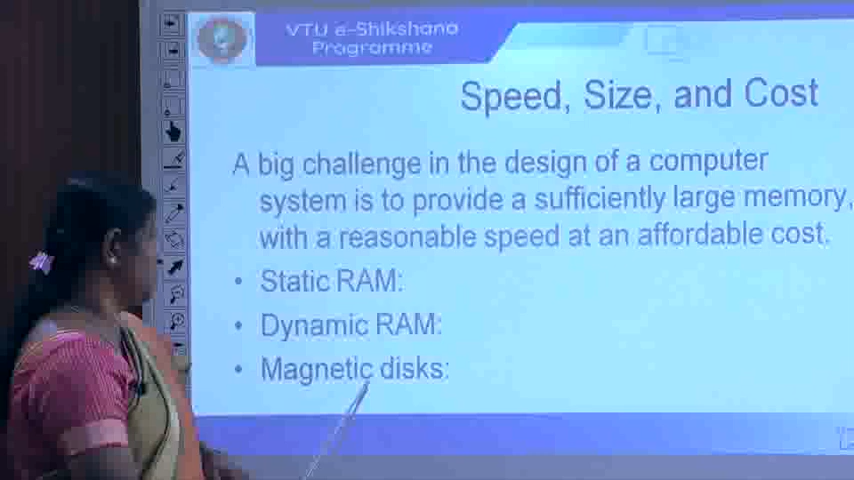 VTU e-Shikshana
Programme
Speed, Size, and Cost
A big challenge in the design of a computer
system is to provide a sufficiently large memory,
with a reasonable speed at an affordable cost.
• Static RAM:
• Dynamic RAM:
• Magnetic disks: